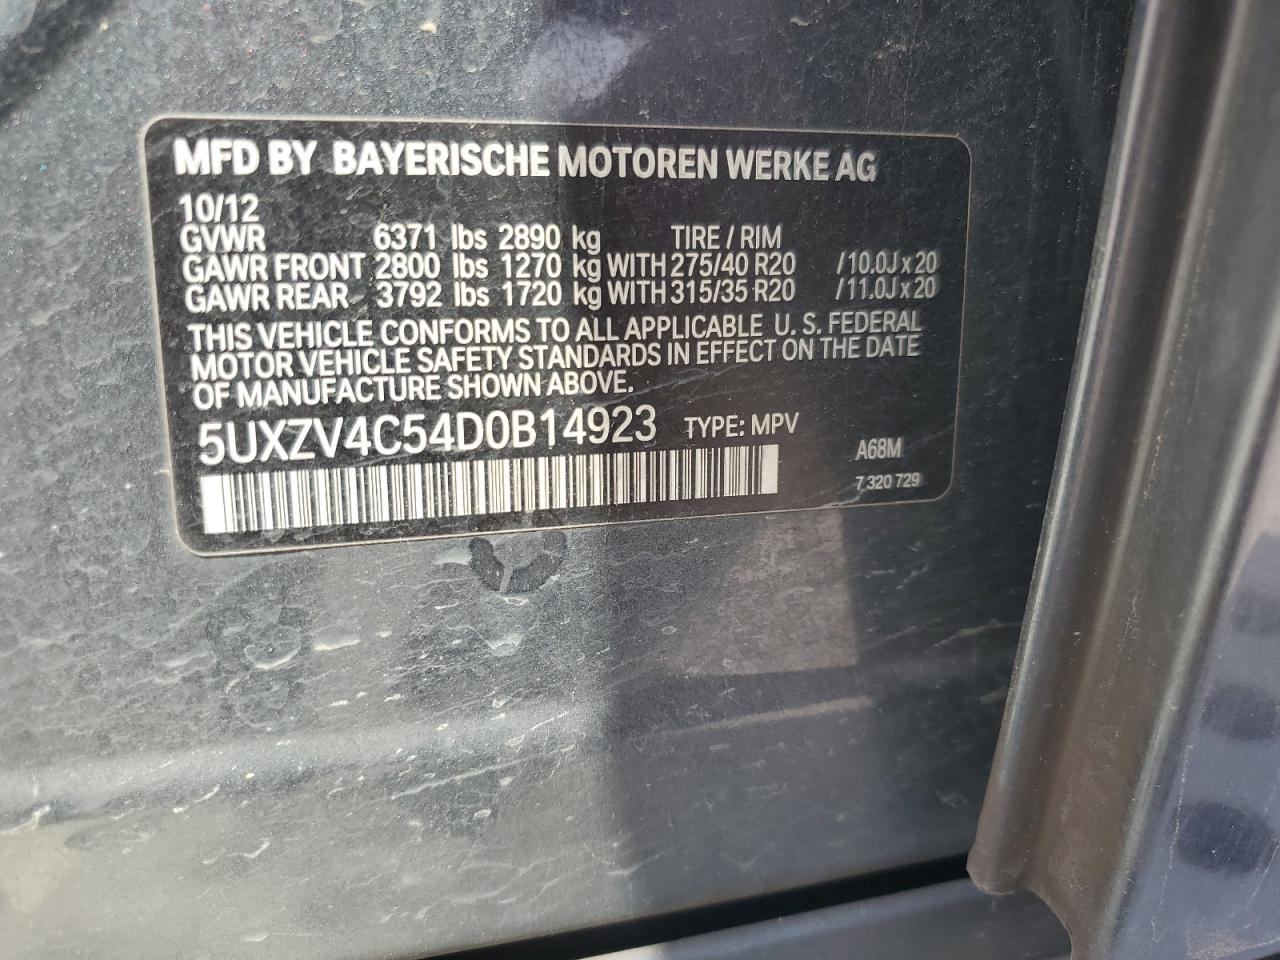 MFD BY BAYERISCHE MOTOREN WERKE AG
10/12
GVWR 6371 lbs 2890 kg TIRE / RIM
GAWR FRONT 2800 lbs 1270 kg WITH 275/40 R20 /10.0J x 20
GAWR REAR 3792 lbs 1720 kg WITH 315/35 R20 /11.0J x 20
THIS VEHICLE CONFORMS TO ALL APPLICABLE U. S. FEDERAL
MOTOR VEHICLE SAFETY STANDARDS IN EFFECT ON THE DATE
OF MANUFACTURE SHOWN ABOVE.
5UXZV4C54D0B14923 TYPE: MPV
A68M
7 320 729